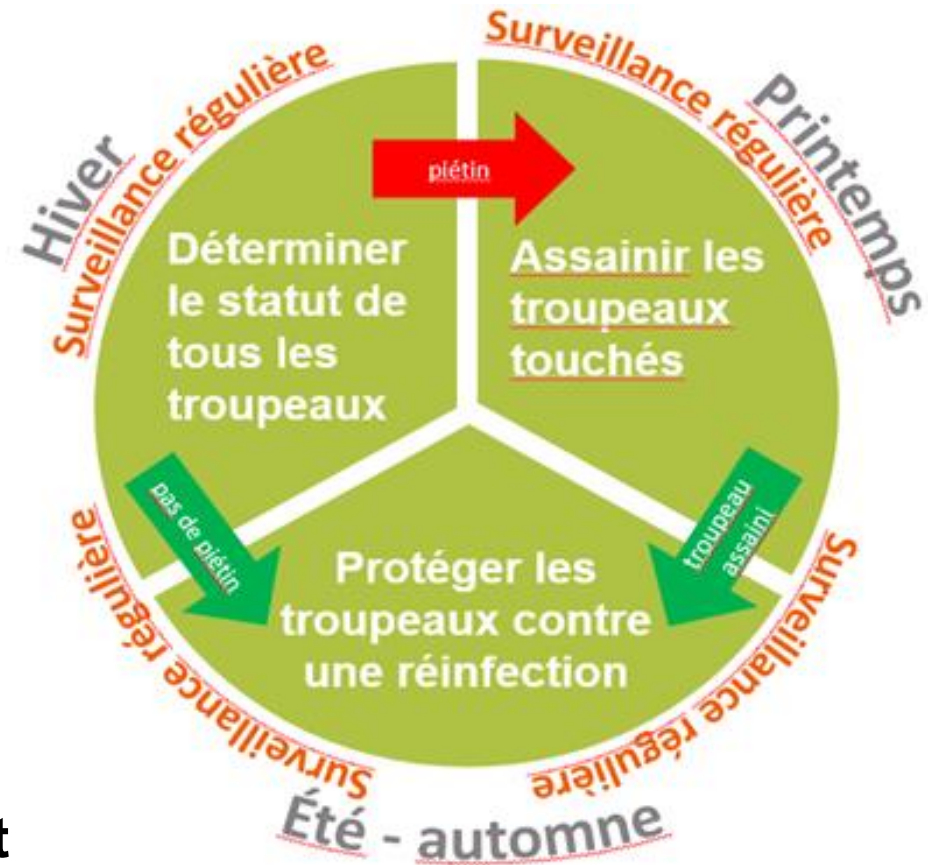 Hiver
Surveillance régulière
Surveillance régulière
Printemps
piétin
Déterminer
le statut de
tous les
troupeaux
Assainir les
troupeaux
touchés
pas de piétin
troupeau
assaini
Protéger les
troupeaux contre
une réinfection
Surveillance régulière
Surveillance régulière
Été - automne
t